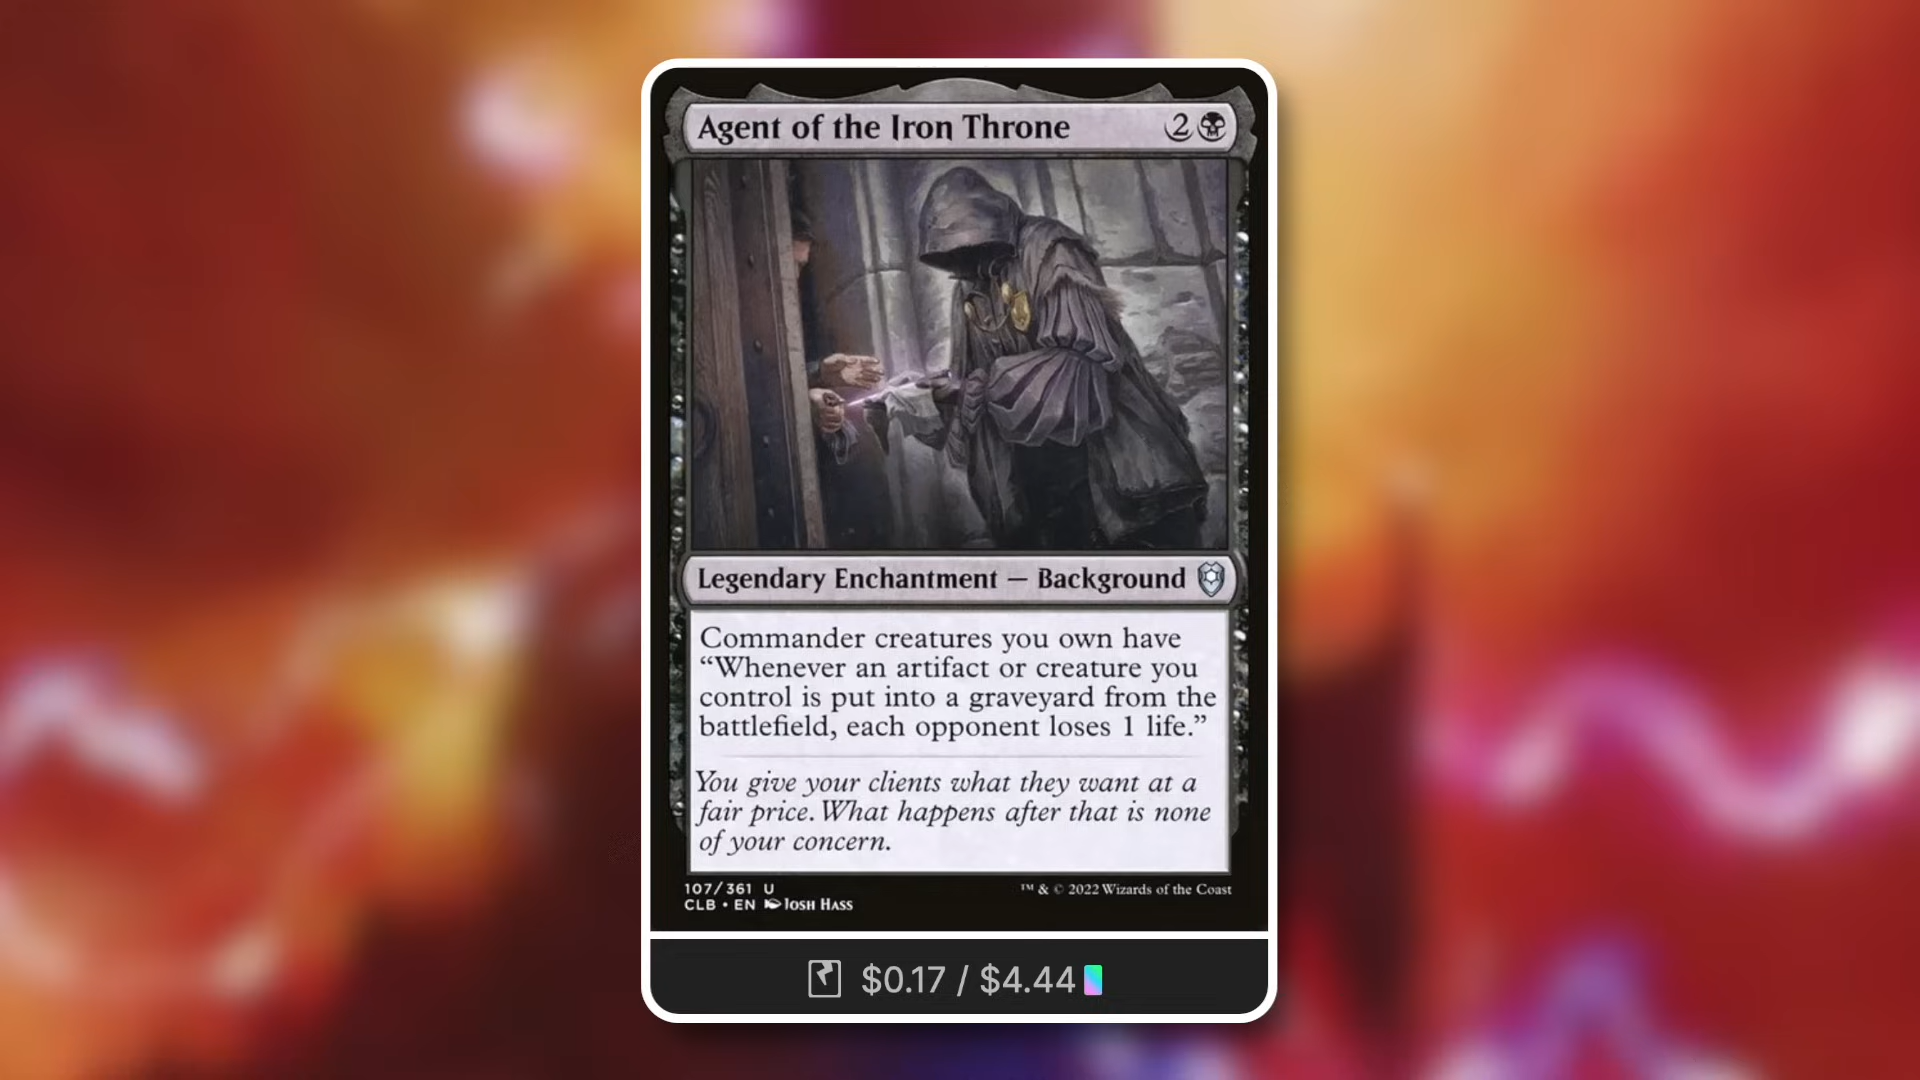 Agent of the Iron Throne 2
Legendary Enchantment — Background
Commander creatures you own have
“Whenever an artifact or creature you
control is put into a graveyard from the
battlefield, each opponent loses 1 life.”
You give your clients what they want at a
fair price. What happens after that is none
of your concern.
107/361 U
™ & © 2022 Wizards of the Coast
CLB • EN Josh Hass
$0.17 / $4.44